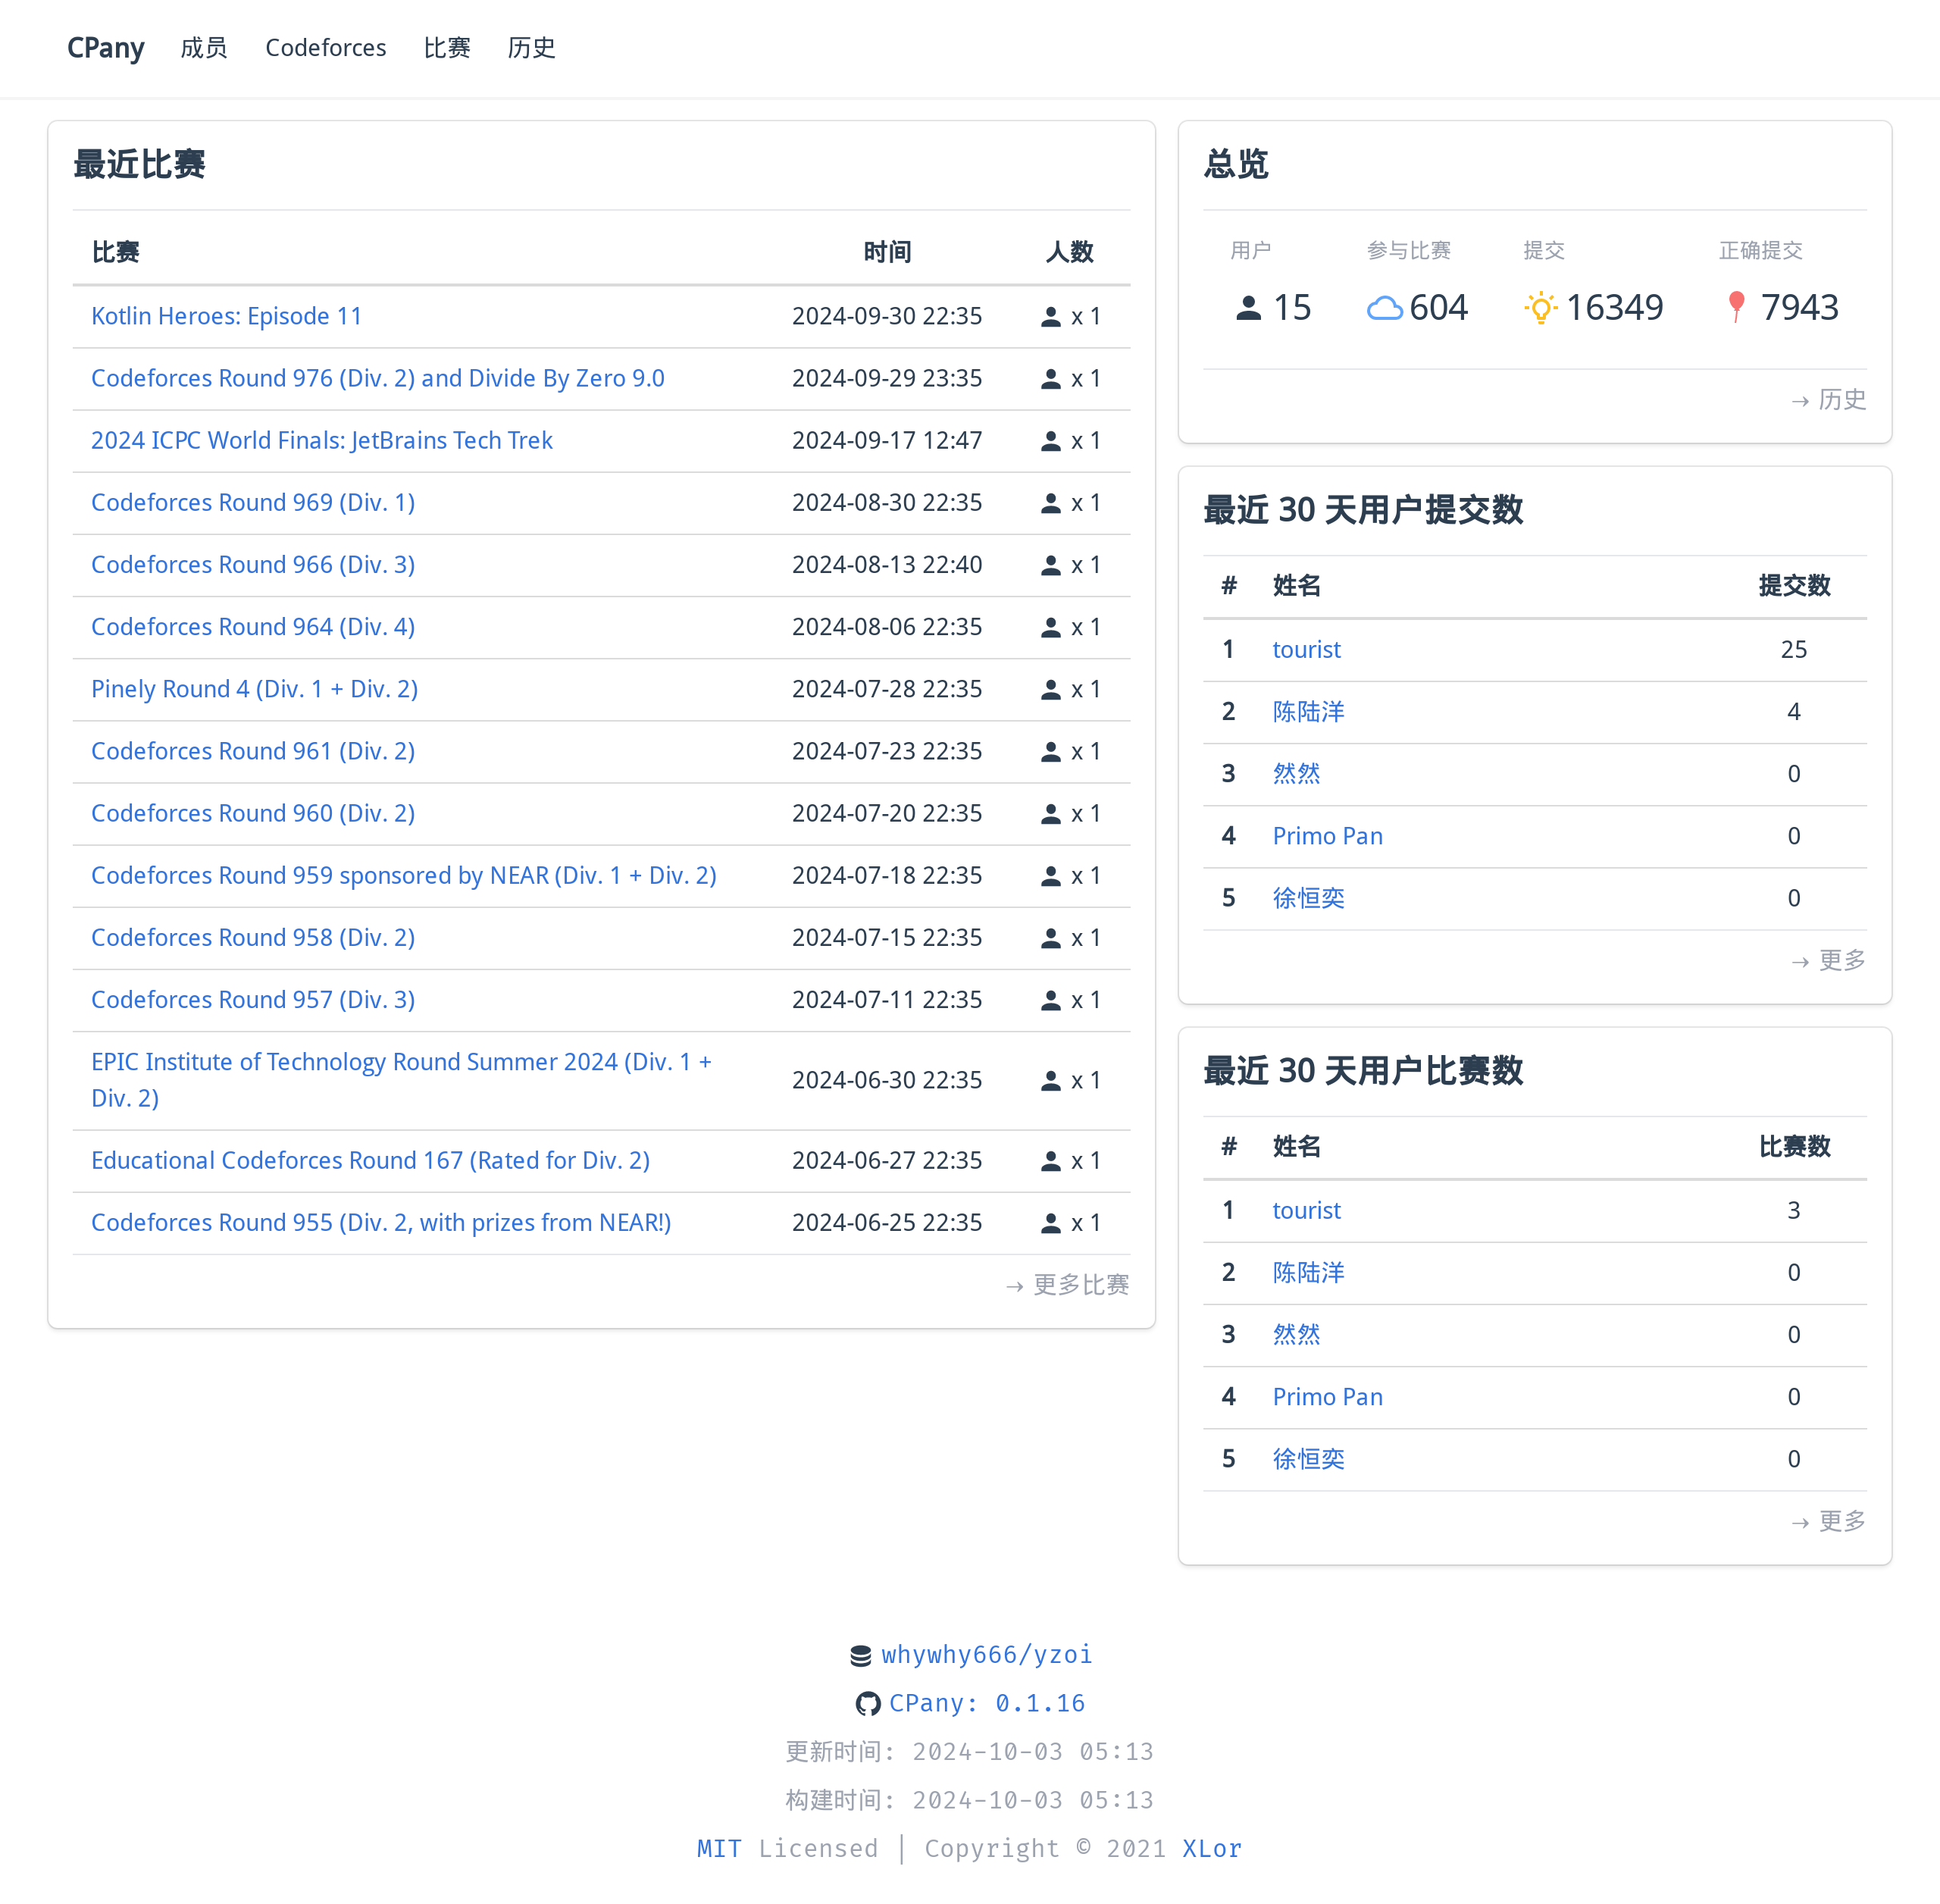 CPany 成员 Codeforces 比赛 历史
最近比赛
比赛 时间 人数
Kotlin Heroes: Episode 11 2024-09-30 22:35 x 1
Codeforces Round 976 (Div. 2) and Divide By Zero 9.0 2024-09-29 23:35 x 1
2024 ICPC World Finals: JetBrains Tech Trek 2024-09-17 12:47 x 1
Codeforces Round 969 (Div. 1) 2024-08-30 22:35 x 1
Codeforces Round 966 (Div. 3) 2024-08-13 22:40 x 1
Codeforces Round 964 (Div. 4) 2024-08-06 22:35 x 1
Pinely Round 4 (Div. 1 + Div. 2) 2024-07-28 22:35 x 1
Codeforces Round 961 (Div. 2) 2024-07-23 22:35 x 1
Codeforces Round 960 (Div. 2) 2024-07-20 22:35 x 1
Codeforces Round 959 sponsored by NEAR (Div. 1 + Div. 2) 2024-07-18 22:35 x 1
Codeforces Round 958 (Div. 2) 2024-07-15 22:35 x 1
Codeforces Round 957 (Div. 3) 2024-07-11 22:35 x 1
EPIC Institute of Technology Round Summer 2024 (Div. 1 +
Div. 2) 2024-06-30 22:35 x 1
Educational Codeforces Round 167 (Rated for Div. 2) 2024-06-27 22:35 x 1
Codeforces Round 955 (Div. 2, with prizes from NEAR!) 2024-06-25 22:35 x 1
→ 更多比赛
总览
用户 参与比赛 提交 正确提交
15 604 16349 7943
→ 历史
最近 30 天用户提交数
# 姓名 提交数
1 tourist 25
2 陈陆洋 4
3 然然 0
4 Primo Pan 0
5 徐恒奕 0
→ 更多
最近 30 天用户比赛数
# 姓名 比赛数
1 tourist 3
2 陈陆洋 0
3 然然 0
4 Primo Pan 0
5 徐恒奕 0
→ 更多
whywhy666/yzoi
CPany: 0.1.16
更新时间: 2024-10-03 05:13
构建时间: 2024-10-03 05:13
MIT Licensed | Copyright © 2021 XLor